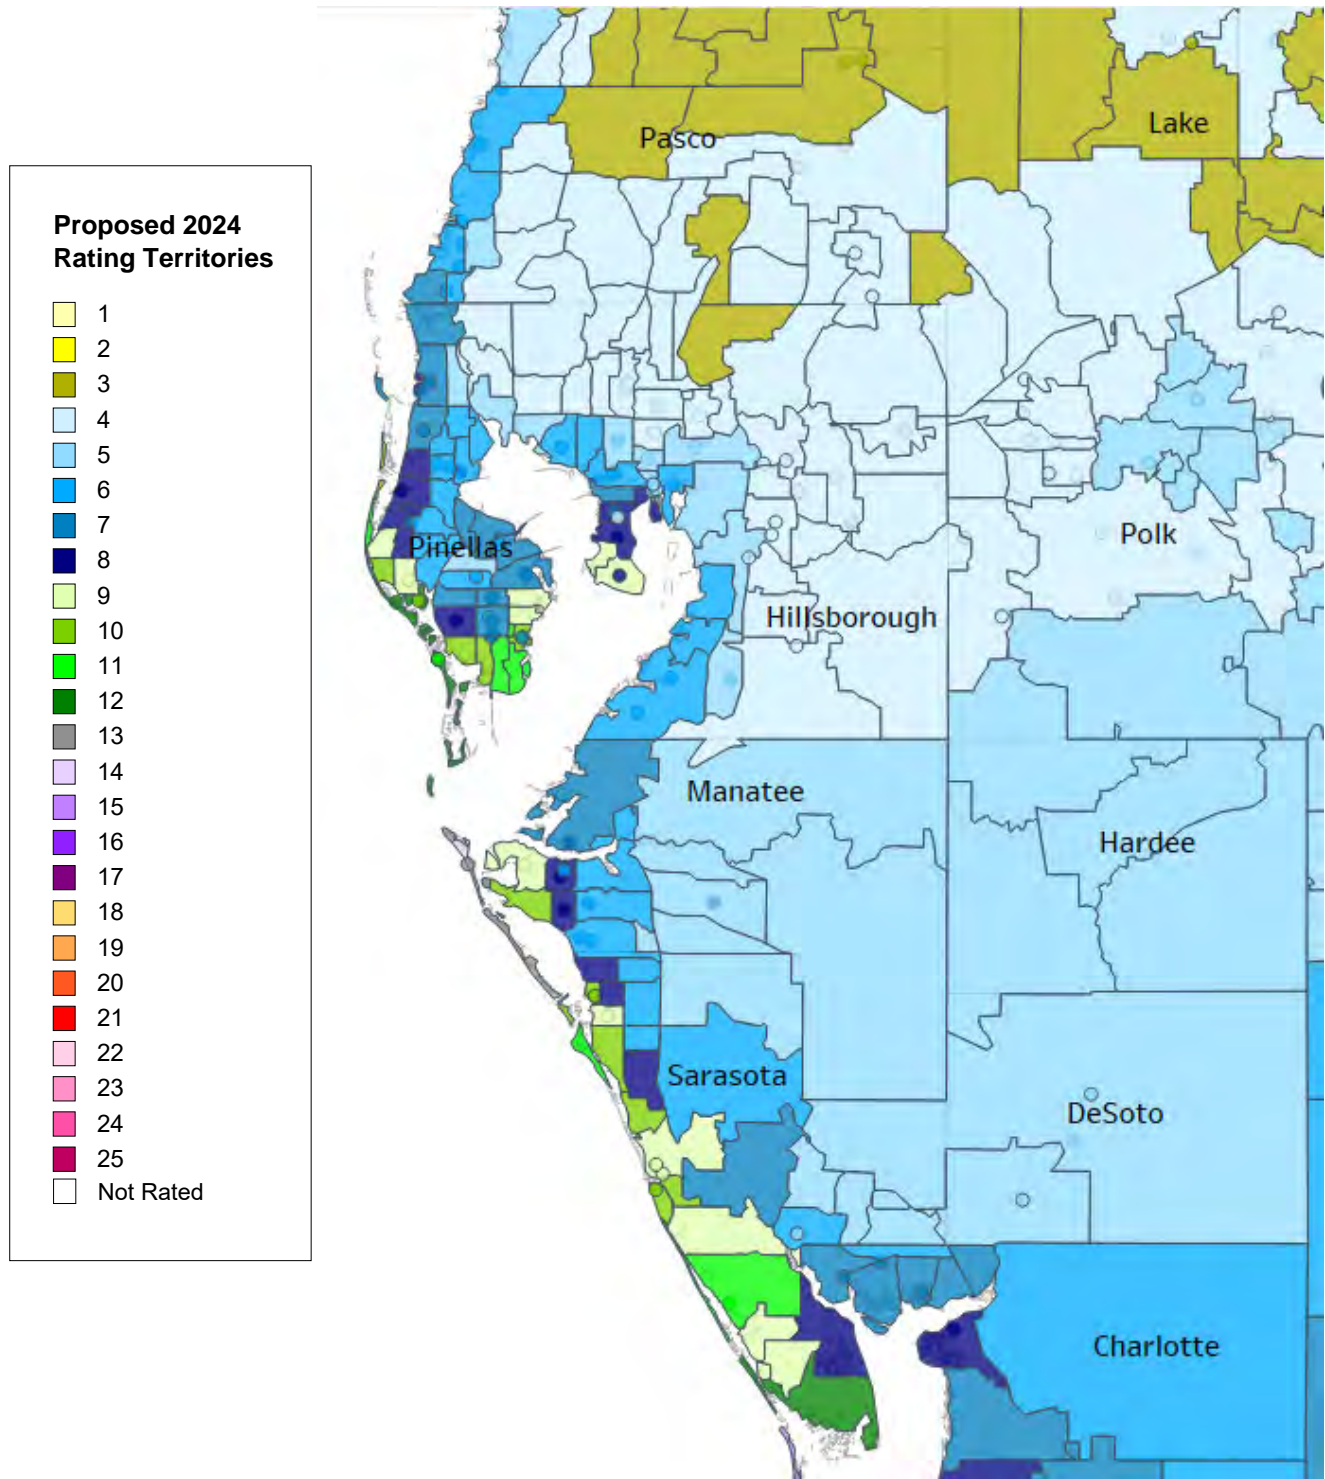 Proposed 2024
Rating Territories
1
2
3
4
5
6
7
8
9
10
11
12
13
14
15
16
17
18
19
20
21
22
23
24
25
Not Rated
Pasco
Lake
Pinellas
Polk
Hillsborough
Manatee
Hardee
Sarasota
DeSoto
Charlotte